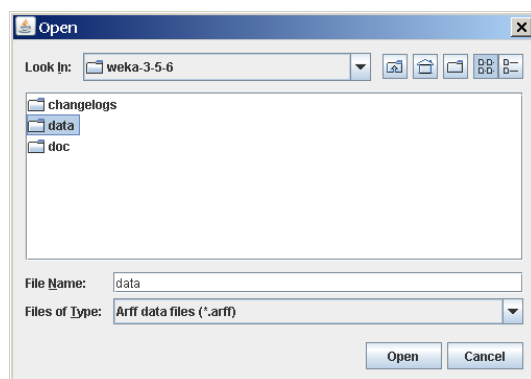 Open
Look In: weka-3-5-6
changelogs
data
doc
File Name: data
Files of Type: Arff data files (*.arff)
Open Cancel